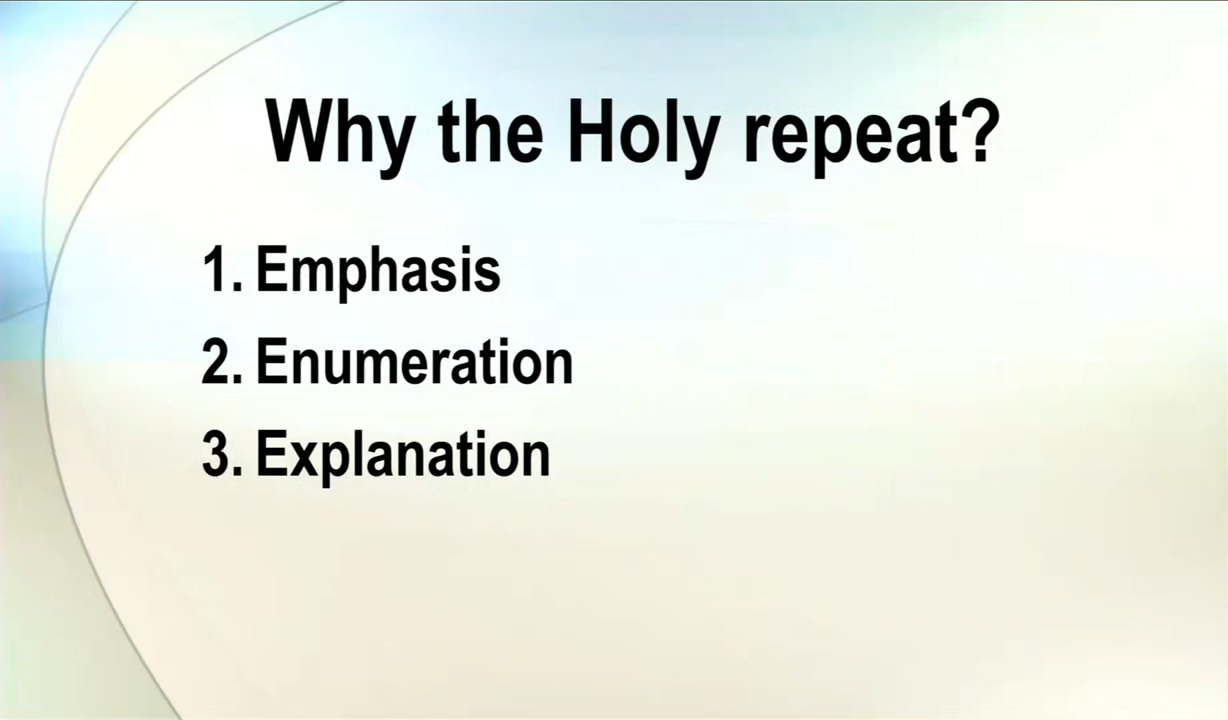 Why the Holy repeat?
1. Emphasis
2. Enumeration
3. Explanation